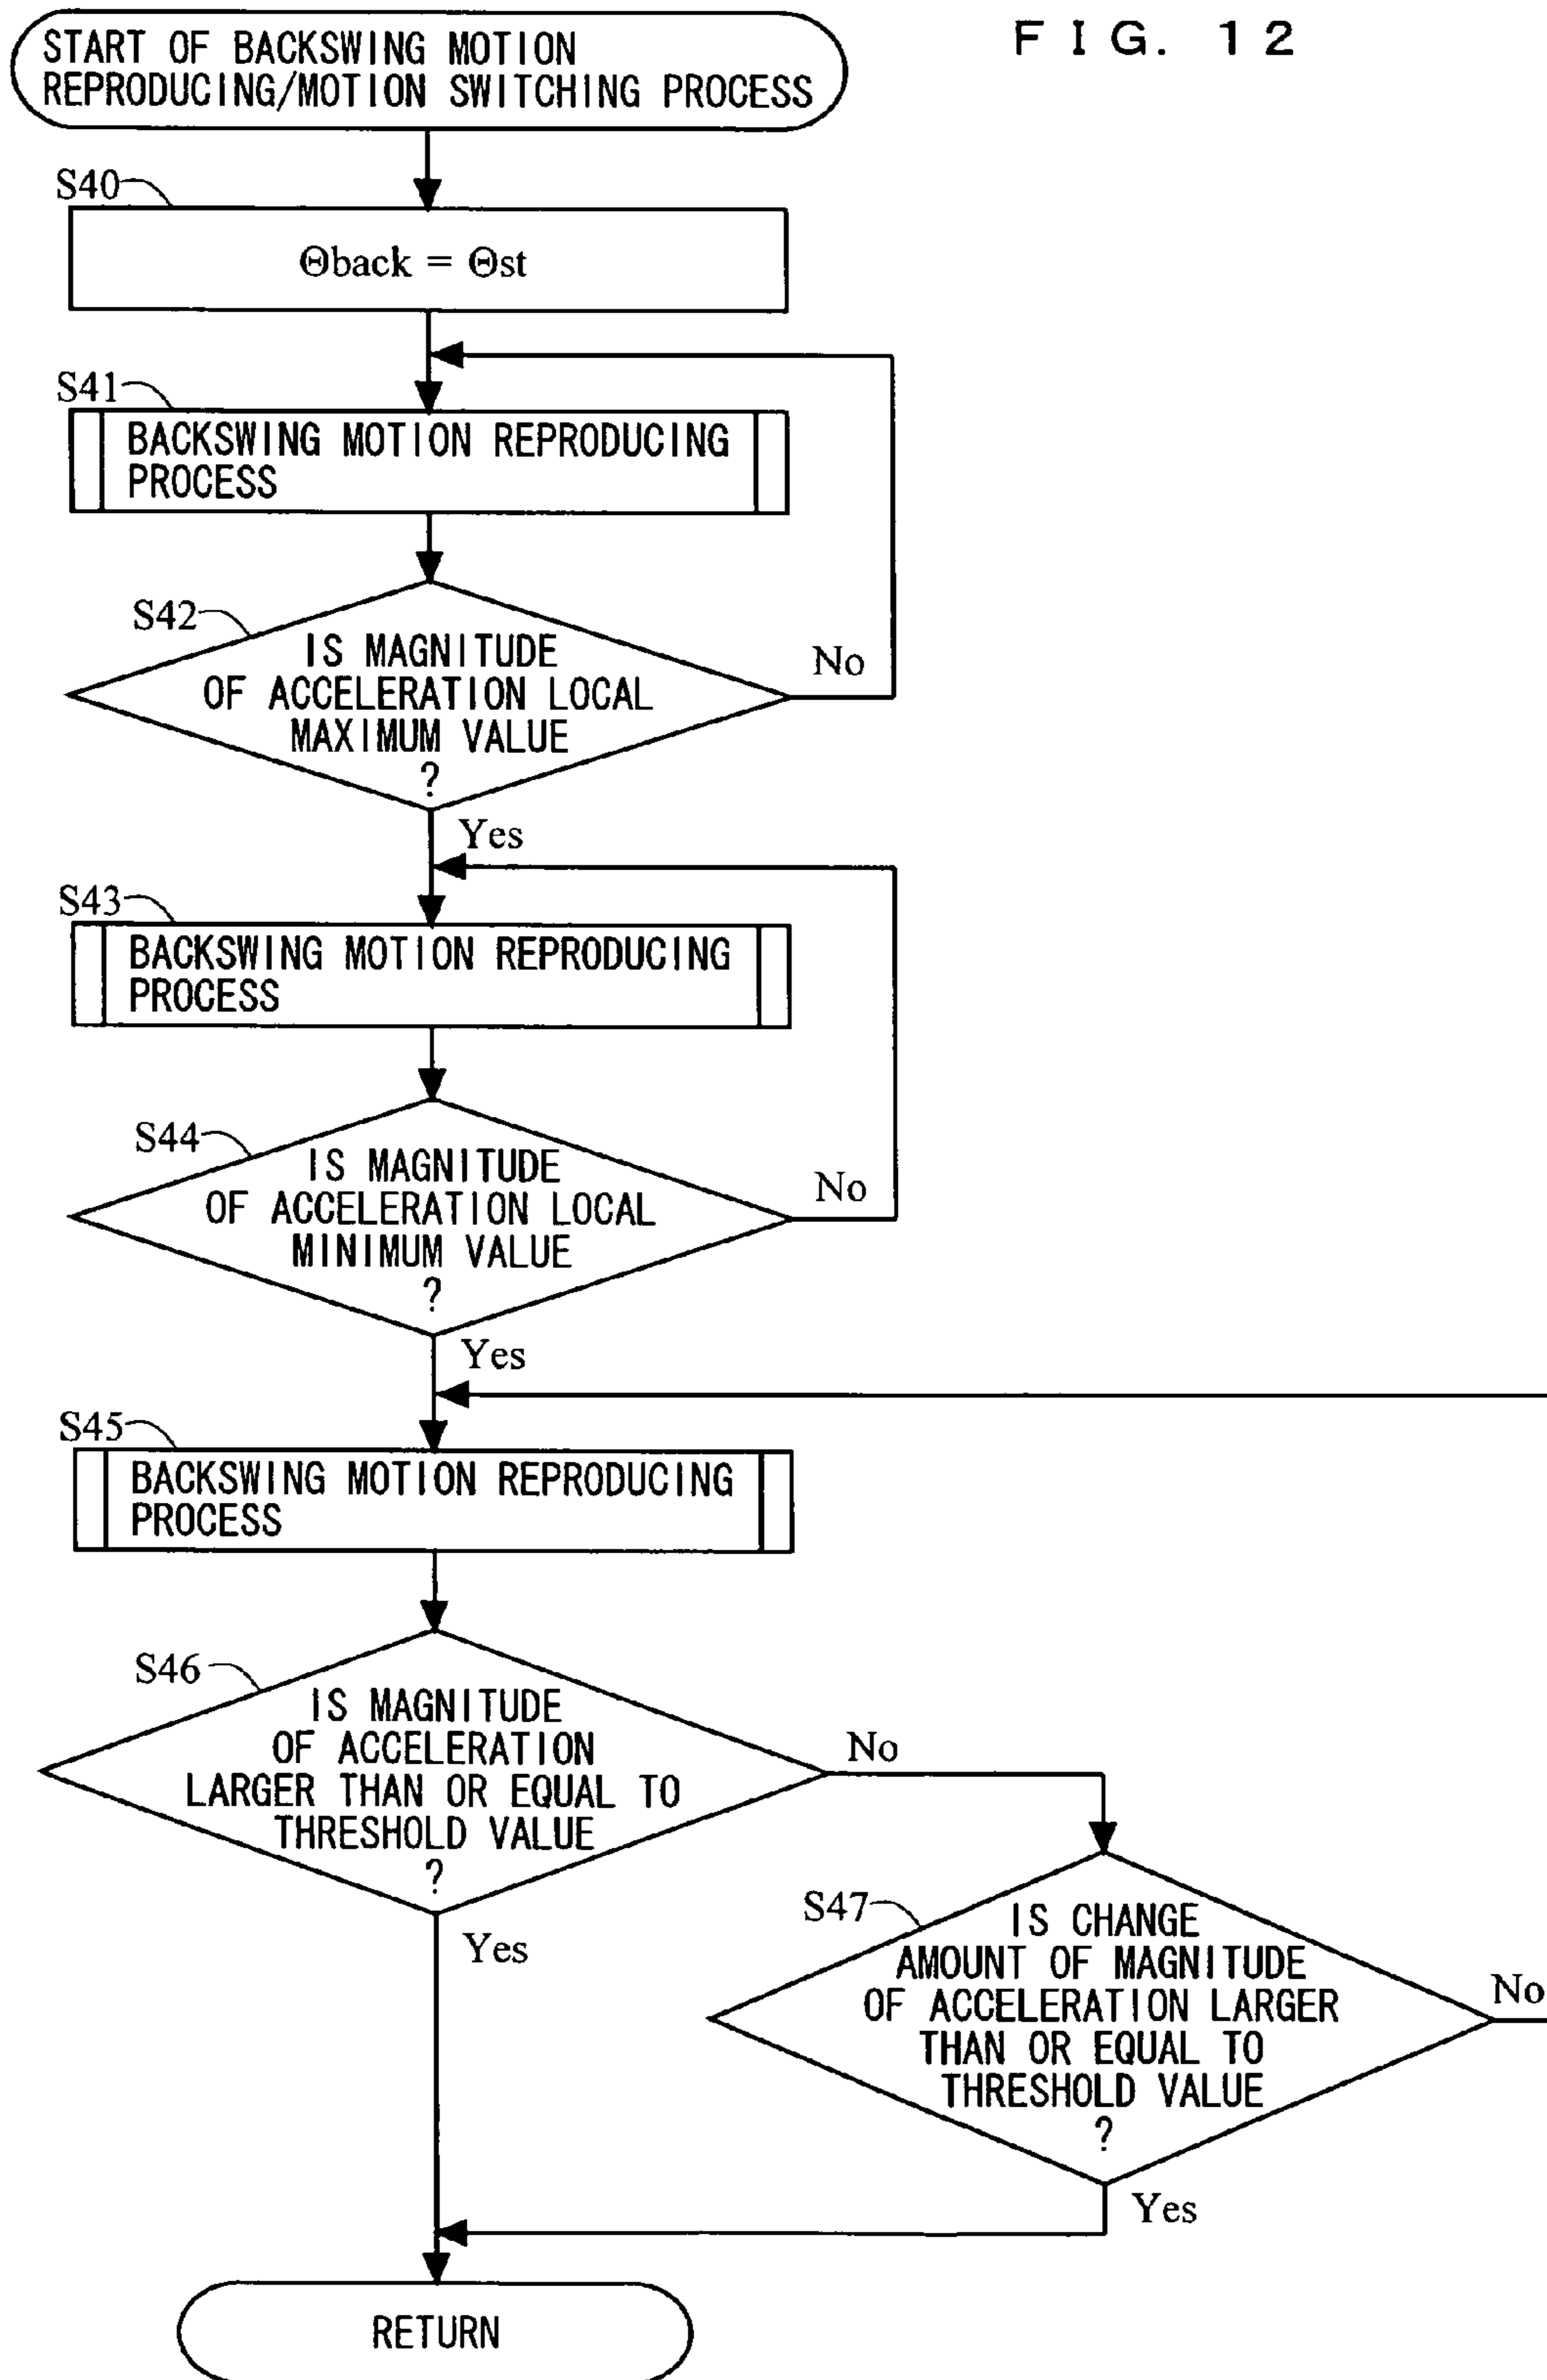 FIG. 12
START OF BACKSWING MOTION
REPRODUCING/MOTION SWITCHING PROCESS
S40
Θback = Θst
S41
BACKSWING MOTION REPRODUCING
PROCESS
S42
IS MAGNITUDE
OF ACCELERATION LOCAL
MAXIMUM VALUE
?
No
Yes
S43
BACKSWING MOTION REPRODUCING
PROCESS
S44
IS MAGNITUDE
OF ACCELERATION LOCAL
MINIMUM VALUE
?
No
Yes
S45
BACKSWING MOTION REPRODUCING
PROCESS
S46
IS MAGNITUDE
OF ACCELERATION
LARGER THAN OR EQUAL TO
THRESHOLD VALUE
?
No
Yes
S47
IS CHANGE
AMOUNT OF MAGNITUDE
OF ACCELERATION LARGER
THAN OR EQUAL TO
THRESHOLD VALUE
?
No
Yes
RETURN